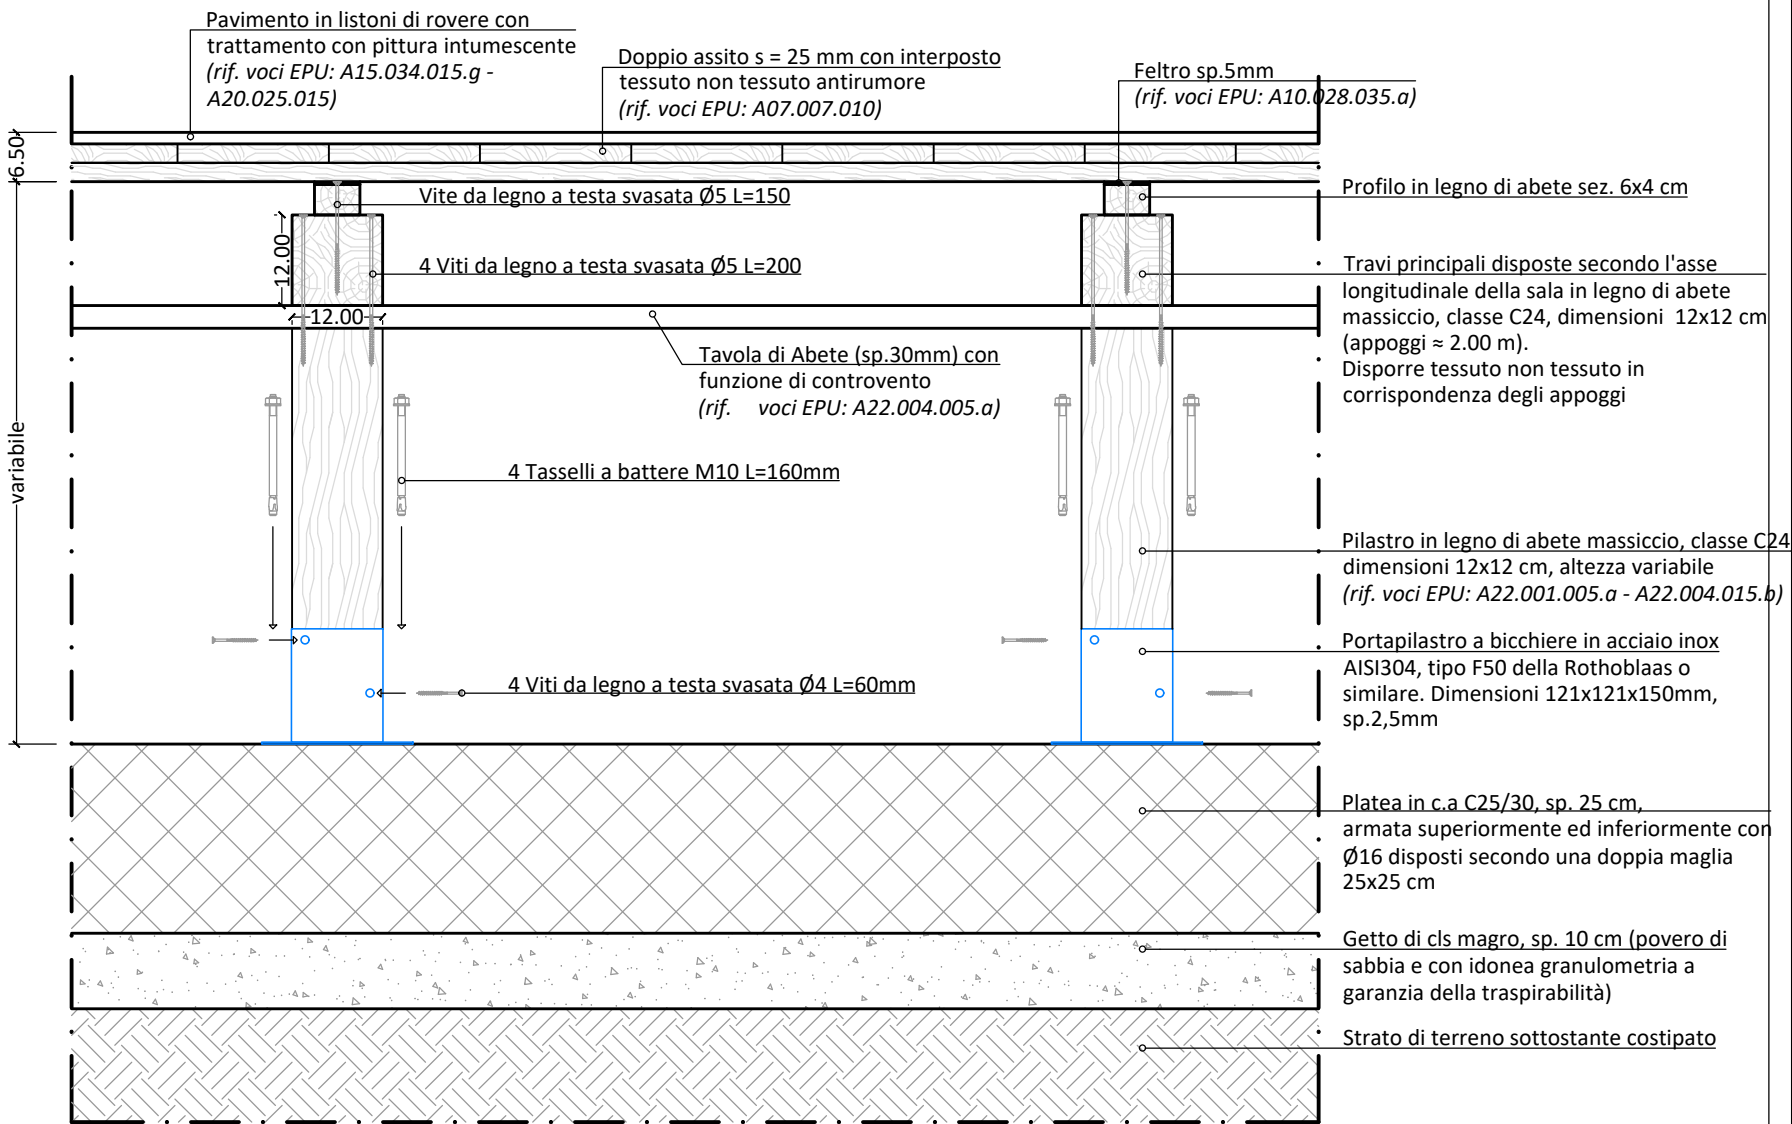 Pavimento in listoni di rovere con
trattamento con pittura intumescente
(rif. voci EPU: A15.034.015.g -
A20.025.015)
Doppio assito s = 25 mm con interposto
tessuto non tessuto antirumore
(rif. voci EPU: A07.007.010)
Feltro sp.5mm
(rif. voci EPU: A10.028.035.a)
6.50
Vite da legno a testa svasata Ø5 L=150
Profilo in legno di abete sez. 6x4 cm
12.00
4 Viti da legno a testa svasata Ø5 L=200
Travi principali disposte secondo l'asse
longitudinale della sala in legno di abete
massiccio, classe C24, dimensioni 12x12 cm
(appoggi ≈ 2.00 m).
Disporre tessuto non tessuto in
corrispondenza degli appoggi
12.00
Tavola di Abete (sp.30mm) con
funzione di controvento
(rif. voci EPU: A22.004.005.a)
variabile
4 Tasselli a battere M10 L=160mm
Pilastro in legno di abete massiccio, classe C24
dimensioni 12x12 cm, altezza variabile
(rif. voci EPU: A22.001.005.a - A22.004.015.b)
Portapilastro a bicchiere in acciaio inox
AISI304, tipo F50 della Rothoblaas o
similare. Dimensioni 121x121x150mm,
sp.2,5mm
4 Viti da legno a testa svasata Ø4 L=60mm
Platea in c.a C25/30, sp. 25 cm,
armata superiormente ed inferiormente con
Ø16 disposti secondo una doppia maglia
25x25 cm
Getto di cls magro, sp. 10 cm (povero di
sabbia e con idonea granulometria a
garanzia della traspirabilità)
Strato di terreno sottostante costipato